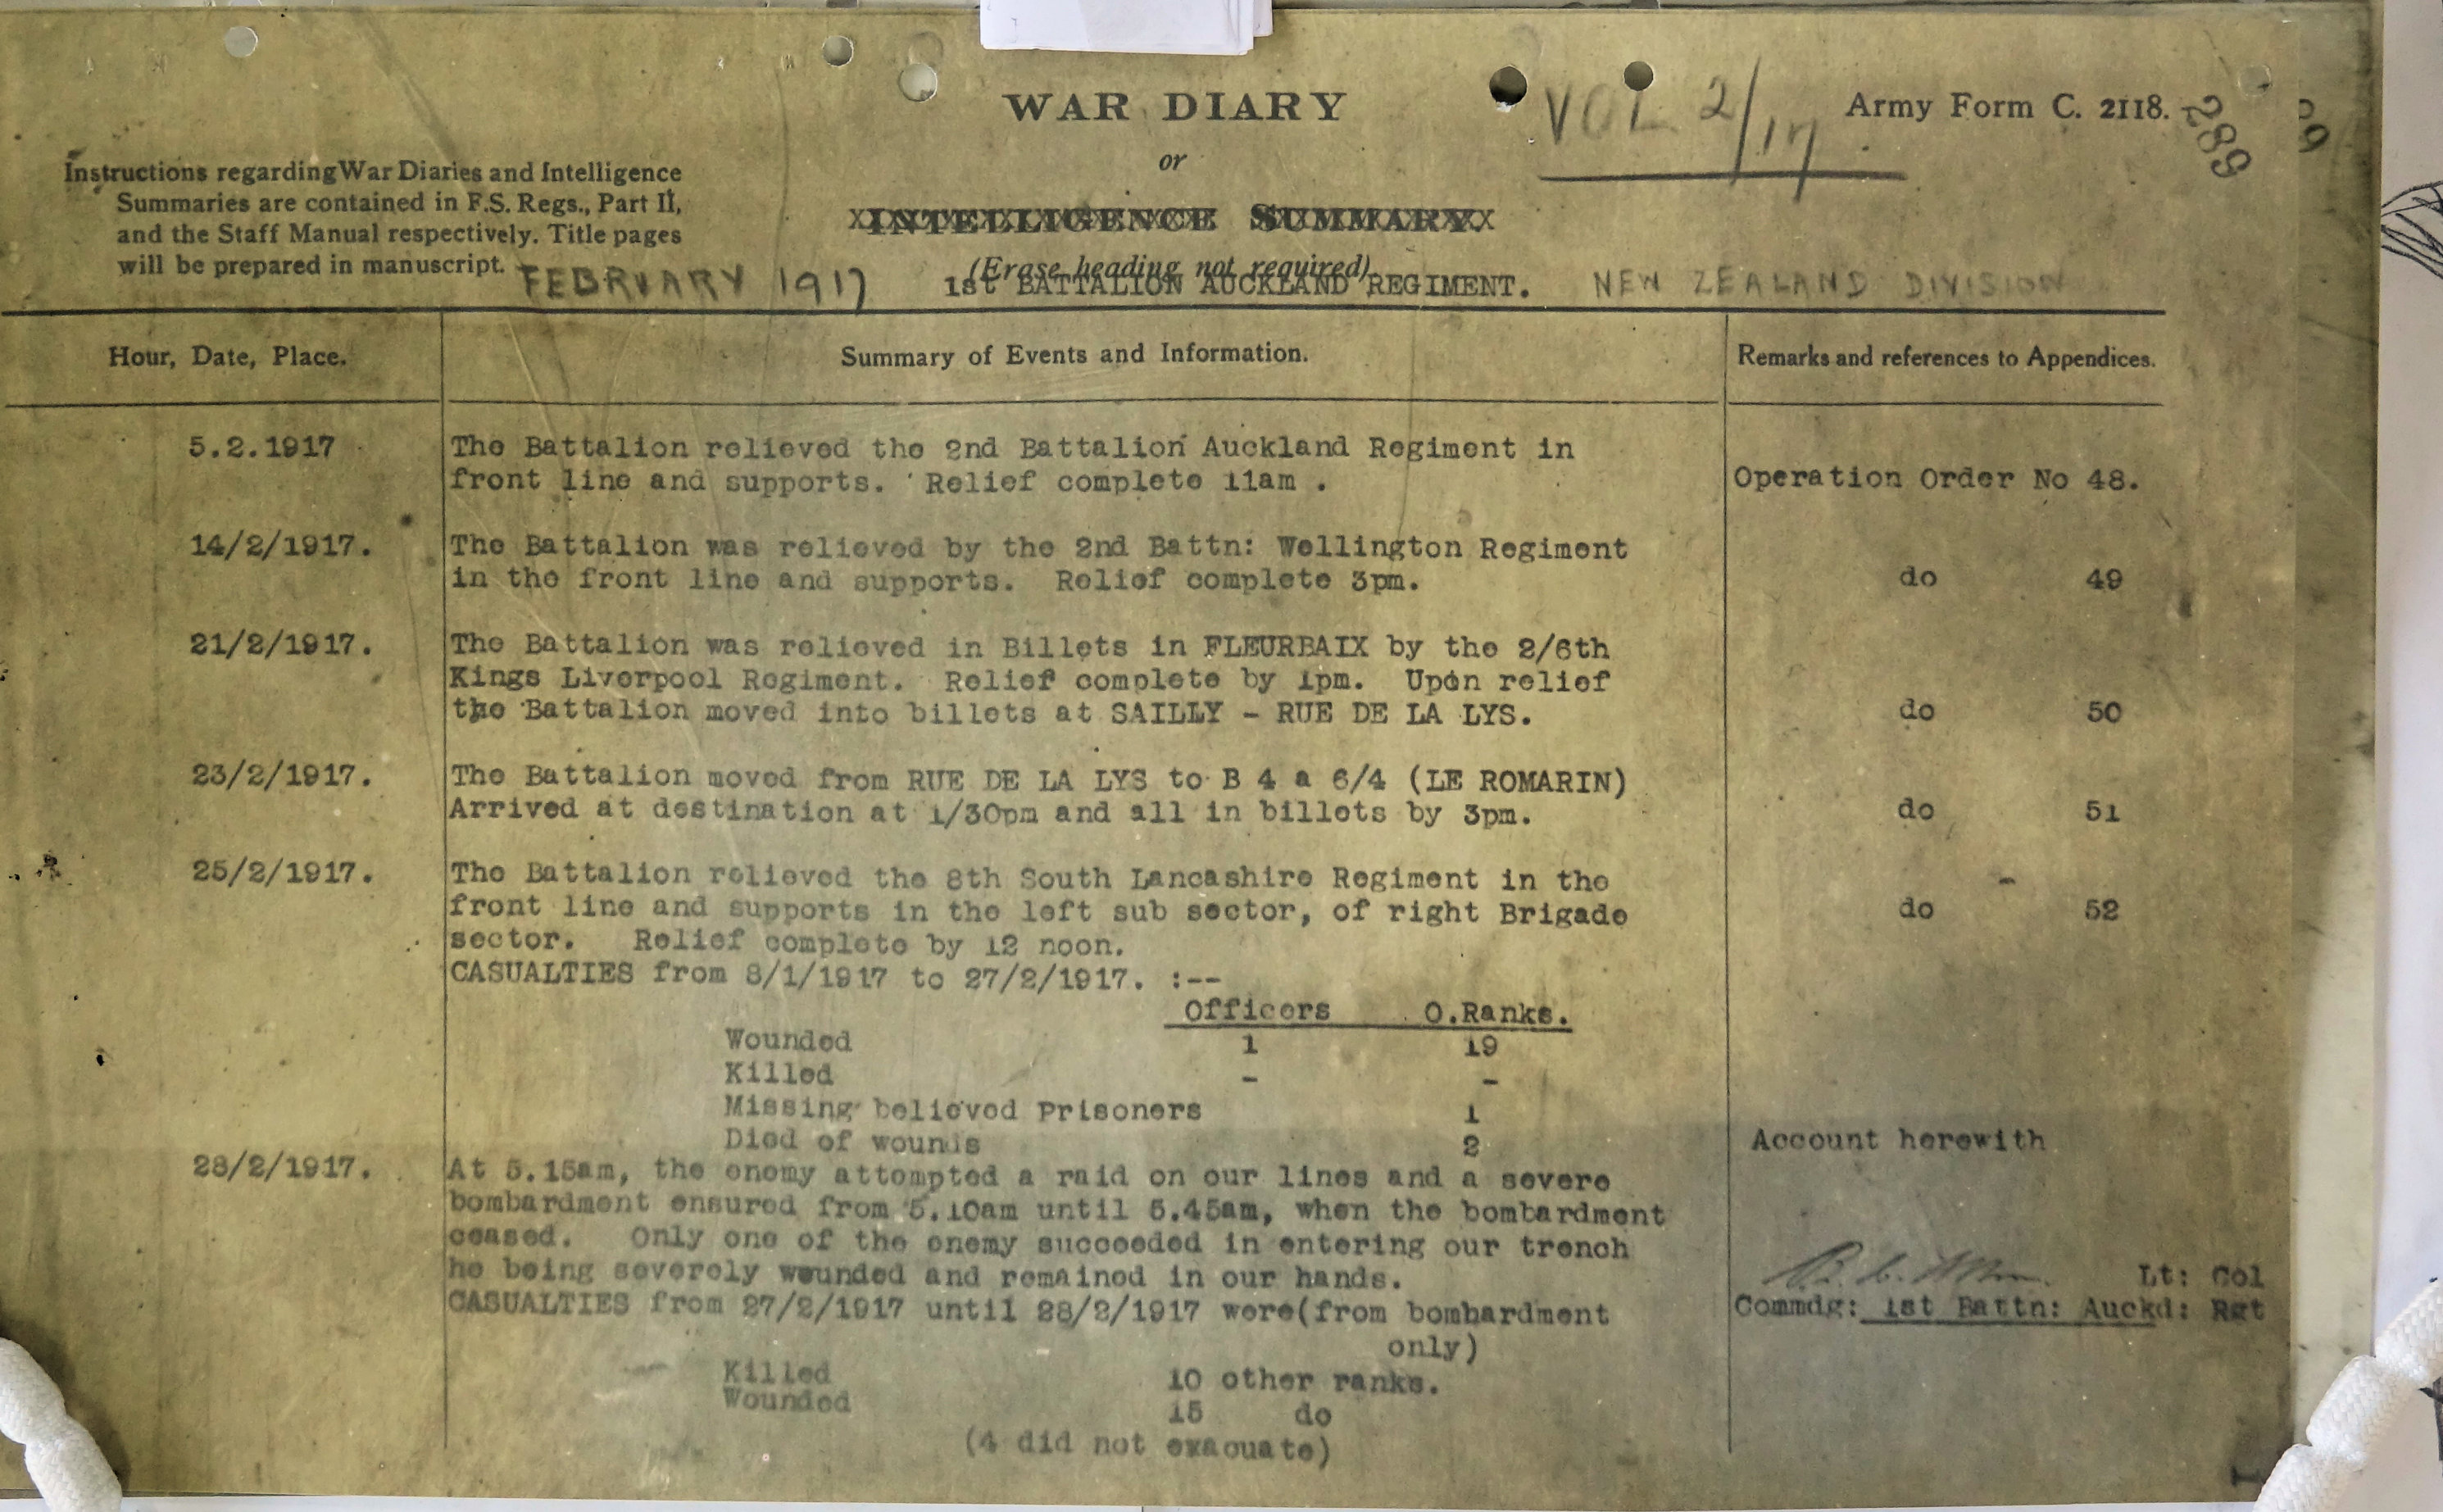 WAR DIARY
or
INTELLIGENCE SUMMARY.
(Erase heading not required)
VOL 2/17
Army Form C. 2118.
289
Instructions regarding War Diaries and Intelligence
Summaries are contained in F.S. Regs., Part II,
and the Staff Manual respectively. Title pages
will be prepared in manuscript.
FEBRUARY 1917
1st BATTALION AUCKLAND REGIMENT.
NEW ZEALAND DIVISION
Hour, Date, Place.
Summary of Events and Information.
Remarks and references to Appendices.
5.2.1917
The Battalion relieved the 2nd Battalion Auckland Regiment in
front line and supports. Relief complete 11am .
Operation Order No 48.
14/2/1917.
The Battalion was relieved by the 2nd Battn: Wellington Regiment
in the front line and supports. Relief complete 3pm.
do 49
21/2/1917.
The Battalion was relieved in Billets in FLEURBAIX by the 2/6th
Kings Liverpool Regiment. Relief complete by 1pm. Upon relief
the Battalion moved into billets at SAILLY - RUE DE LA LYS.
do 50
23/2/1917.
The Battalion moved from RUE DE LA LYS to B 4 a 6/4 (LE ROMARIN)
Arrived at destination at 1/30pm and all in billets by 3pm.
do 51
25/2/1917.
The Battalion relieved the 8th South Lancashire Regiment in the
front line and supports in the left sub sector, of right Brigade
sector. Relief complete by 12 noon.
do 52
CASUALTIES from 8/1/1917 to 27/2/1917. :--
Officers O.Ranks.
Wounded 1 19
Killed - -
Missing believed Prisoners 1
Died of wounds 2
Account herewith
28/2/1917.
At 5.15am, the enemy attempted a raid on our lines and a severe
bombardment ensured from 5.10am until 5.45am, when the bombardment
ceased. Only one of the enemy succeeded in entering our trench
he being severely wounded and remained in our hands.
CASUALTIES from 27/2/1917 until 28/2/1917 were(from bombardment
only)
Killed 10 other ranks.
Wounded 15 do
(4 did not exacuate)
Lt: Col
Commdg: 1st Battn: Auckd: Rgt